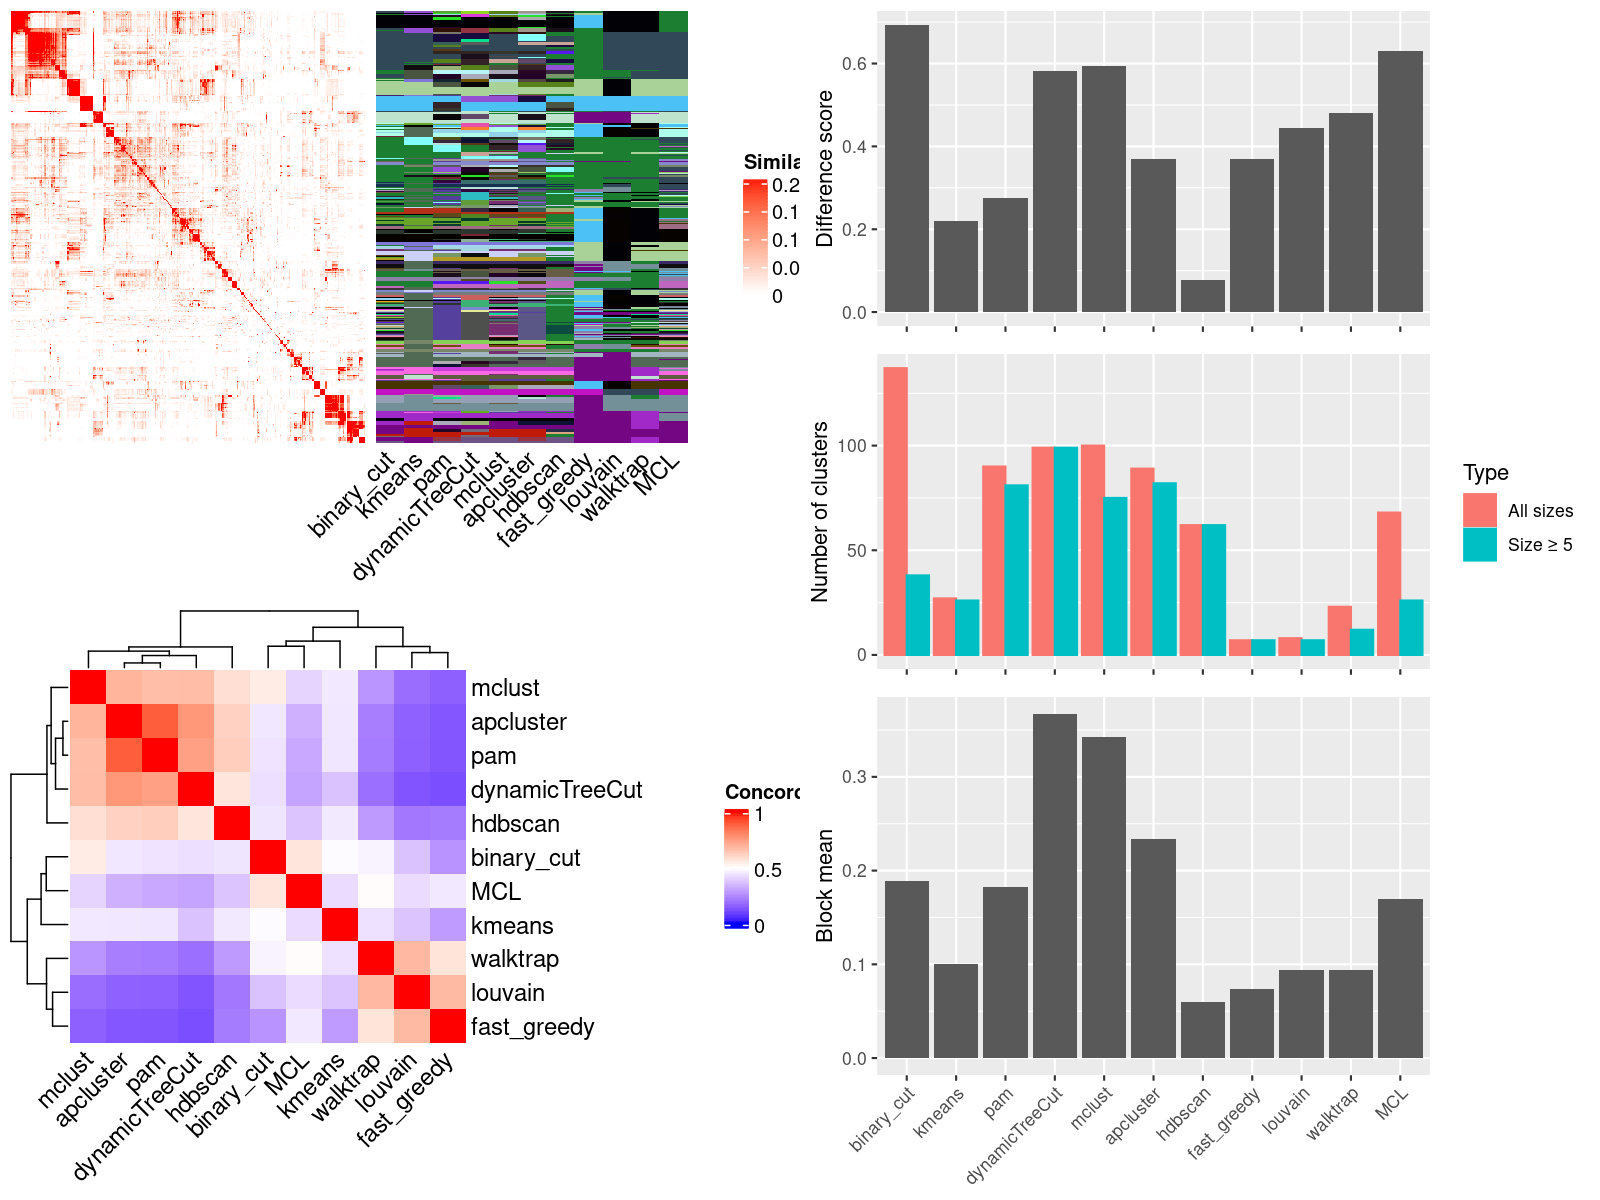 Simila
0.2
0.1
0.1
0.0
0
binary_cut
kmeans
pam
dynamicTreeCut
mclust
apcluster
hdbscan
fast_greedy
louvain
walktrap
MCL
mclust
apcluster
pam
dynamicTreeCut
hdbscan
binary_cut
MCL
kmeans
walktrap
louvain
fast_greedy
mclust
apcluster
pam
dynamicTreeCut
hdbscan
binary_cut
MCL
kmeans
walktrap
louvain
fast_greedy
Concord
1
0.5
0
Difference score
0.6
0.4
0.2
0.0
Number of clusters
100
50
0
Type
All sizes
Size ≥ 5
Block mean
0.3
0.2
0.1
0.0
binary_cut
kmeans
pam
dynamicTreeCut
mclust
apcluster
hdbscan
fast_greedy
louvain
walktrap
MCL